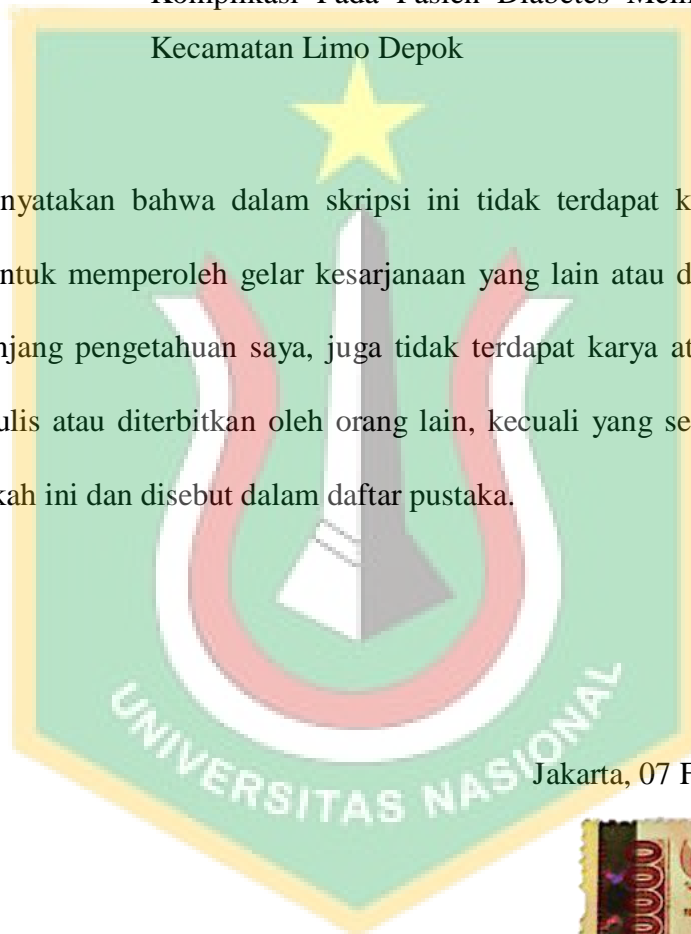 Komplikasi Pada Pasien Diabetes
Kecamatan Limo Depok
nyatakan bahwa dalam skripsi ini tidak terdapat k
ntuk memperoleh gelar kesarjanaan yang lain atau d
njang pengetahuan saya, juga tidak terdapat karya at
ulis atau diterbitkan oleh orang lain, kecuali yang se
kah ini dan disebut dalam daftar pustaka.
UNIVERSITAS NASIONAL
Jakarta, 07 F